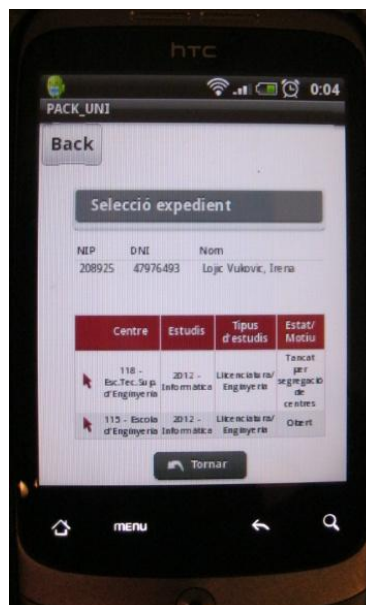 hTC
0:04
PACK_UNI
Back
Selecció expedient
NIP DNI Nom
208925 47976493 Lojic Vukovic, Irena
Centre Estudis Tipus d'estudis Estat/ Motiu
118 - Esc.Tec.Sup. d'Enginyeria 2012 - Informàtica Llicenciatura/ Enginyeria Tancat per segregació de centres
115 - Escola d'Enginyeria 2012 - Informàtica Llicenciatura/ Enginyeria Obert
Tornar
MENU